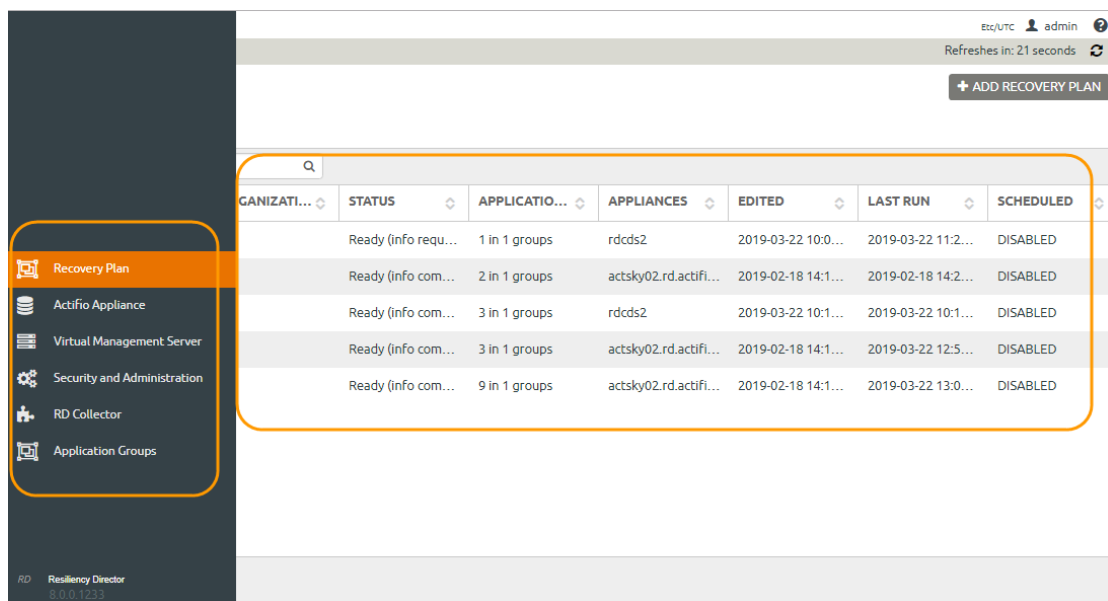 Etc/UTC admin
Refreshes in: 21 seconds
+ ADD RECOVERY PLAN
GANIZATI... STATUS APPLICATIO... APPLIANCES EDITED LAST RUN SCHEDULED
Ready (info requ... 1 in 1 groups rdcds2 2019-03-22 10:0... 2019-03-22 11:2... DISABLED
Ready (info com... 2 in 1 groups actsky02.rd.actifi... 2019-02-18 14:1... 2019-02-18 14:2... DISABLED
Ready (info com... 3 in 1 groups rdcds2 2019-03-22 10:1... 2019-03-22 10:1... DISABLED
Ready (info com... 3 in 1 groups actsky02.rd.actifi... 2019-02-18 14:1... 2019-03-22 12:5... DISABLED
Ready (info com... 9 in 1 groups actsky02.rd.actifi... 2019-02-18 14:1... 2019-03-22 13:0... DISABLED
Recovery Plan
Actifio Appliance
Virtual Management Server
Security and Administration
RD Collector
Application Groups
RD Resiliency Director
8.0.0.1233